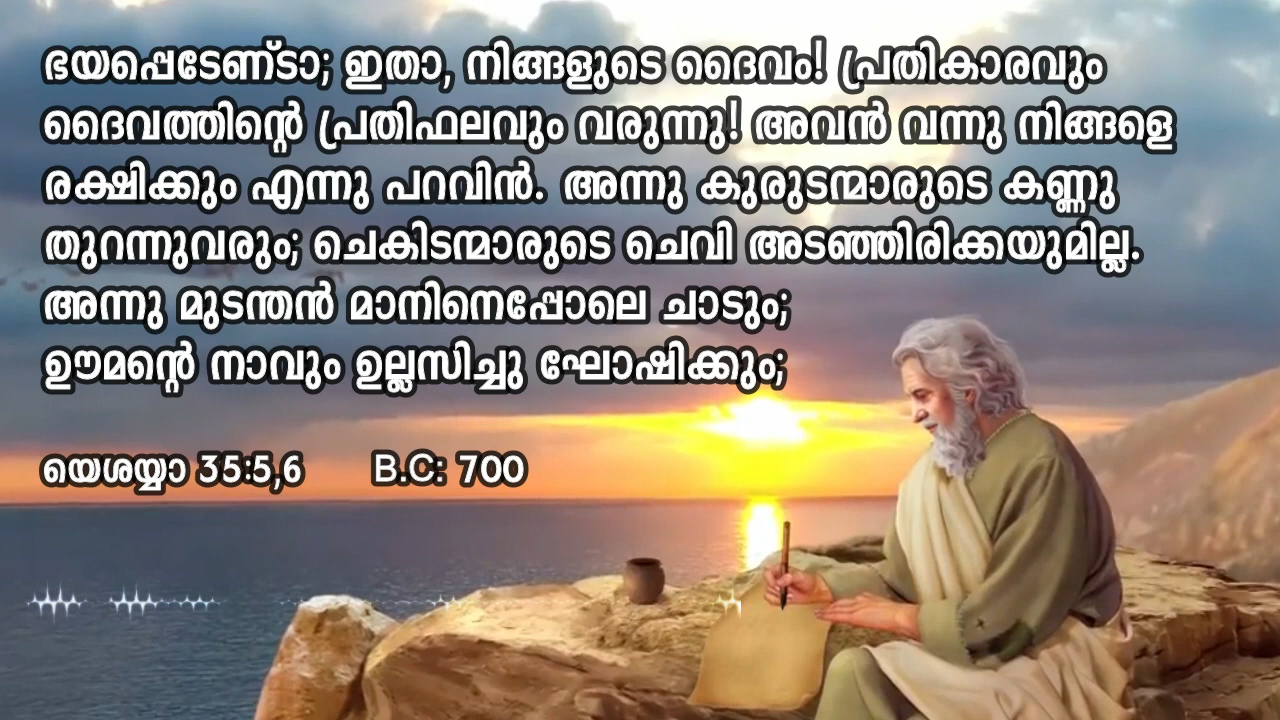 ഭയപ്പെടേണ്ടാ; ഇതാ, നിങ്ങളുടെ ദൈവം! പ്രതികാരവും
ദൈവത്തിന്റെ പ്രതിഫലവും വരുന്നു! അവൻ വന്നു നിങ്ങളെ
രക്ഷിക്കും എന്നു പറവിൻ. അന്നു കുരുടന്മാരുടെ കണ്ണു
തുറന്നുവരും; ചെകിടന്മാരുടെ ചെവി അടഞ്ഞിരിക്കയുമില്ല.
അന്നു മുടന്തൻ മാനിനെപ്പോലെ ചാടും;
ഊമന്റെ നാവും ഉല്ലസിച്ചു ഘോഷിക്കും;
യെശയ്യാ 35:5,6 B.C: 700